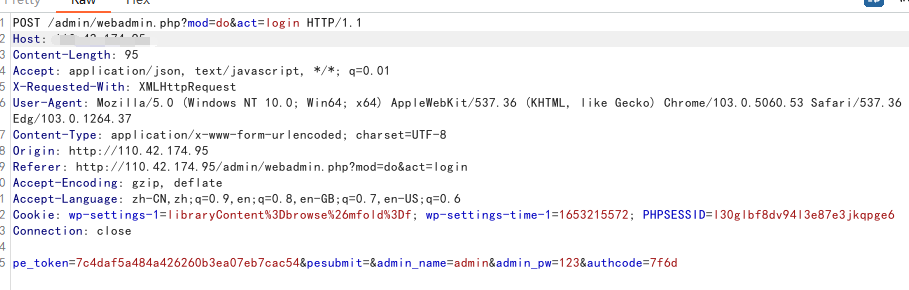 Pretty Raw Hex
1 POST /admin/webadmin.php?mod=do&act=login HTTP/1.1
2 Host:
3 Content-Length: 95
4 Accept: application/json, text/javascript, */*; q=0.01
5 X-Requested-With: XMLHttpRequest
6 User-Agent: Mozilla/5.0 (Windows NT 10.0; Win64; x64) AppleWebKit/537.36 (KHTML, like Gecko) Chrome/103.0.5060.53 Safari/537.36
Edg/103.0.1264.37
7 Content-Type: application/x-www-form-urlencoded; charset=UTF-8
8 Origin: http://110.42.174.95
9 Referer: http://110.42.174.95/admin/webadmin.php?mod=do&act=login
0 Accept-Encoding: gzip, deflate
1 Accept-Language: zh-CN,zh;q=0.9,en;q=0.8,en-GB;q=0.7,en-US;q=0.6
2 Cookie: wp-settings-1=libraryContent%3Dbrowse%26mfold%3Df; wp-settings-time-1=1653215572; PHPSESSID=l30glbf8dv94l3e87e3jkqpge6
3 Connection: close
4
5 pe_token=7c4daf5a484a426260b3ea07eb7cac54&pesubmit=&admin_name=admin&admin_pw=123&authcode=7f6d